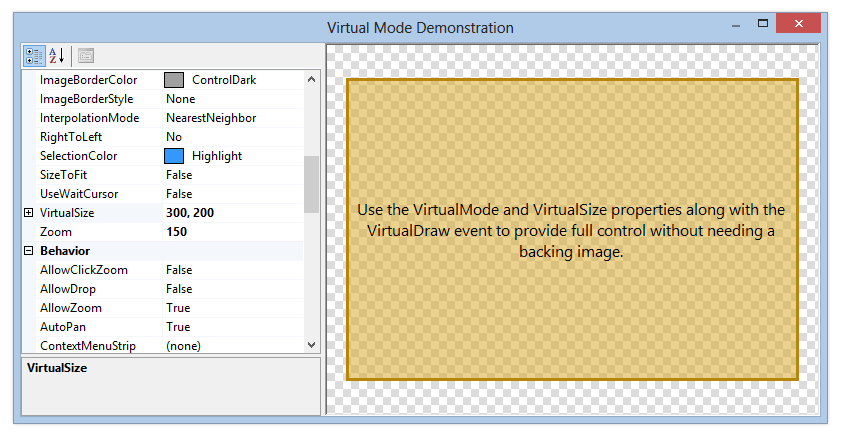 Virtual Mode Demonstration
ImageBorderColor ControlDark
ImageBorderStyle None
InterpolationMode NearestNeighbor
RightToLeft No
SelectionColor Highlight
SizeToFit False
UseWaitCursor False
VirtualSize 300, 200
Zoom 150
Behavior
AllowClickZoom False
AllowDrop False
AllowZoom True
AutoPan True
ContextMenuStrip (none)
VirtualSize
Use the VirtualMode and VirtualSize properties along with the
VirtualDraw event to provide full control without needing a
backing image.